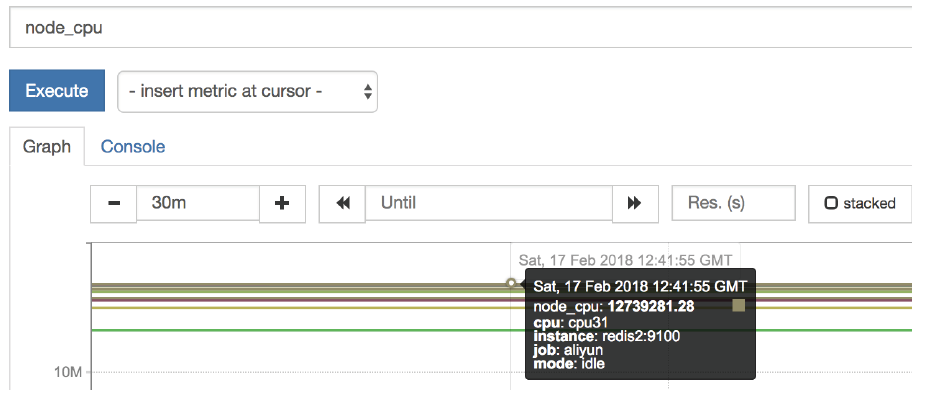 node_cpu
Execute - insert metric at cursor -
Graph Console
30m Until Res. (s) stacked
Sat, 17 Feb 2018 12:41:55 GMT
Sat, 17 Feb 2018 12:41:55 GMT
node_cpu: 12739281.28
cpu: cpu31
instance: redis2:9100
job: aliyun
mode: idle
10M